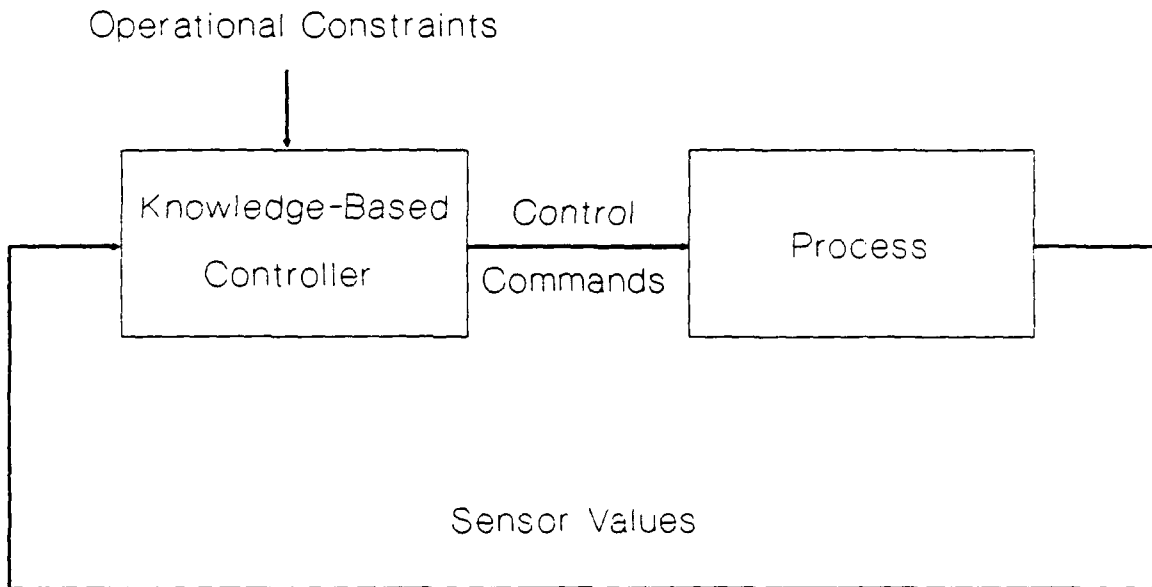 Operational Constraints
Knowledge-Based
Controller
Control
Commands
Process
Sensor Values